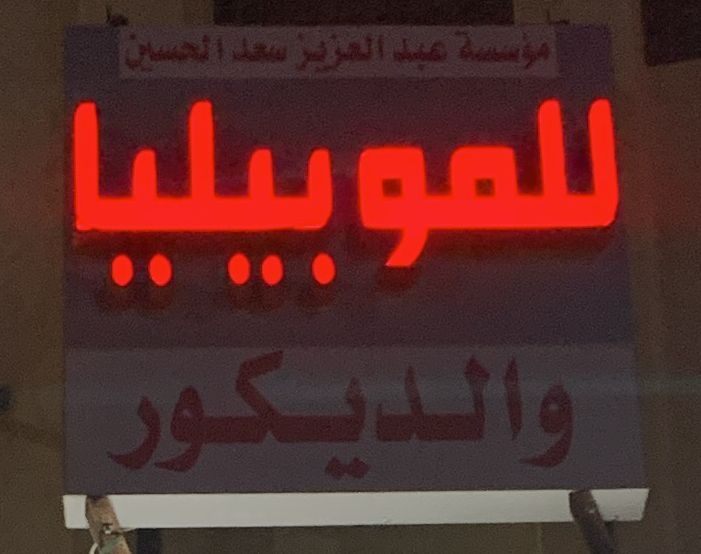 مؤسسة عبد العزيز سعد الحسين
للموبيليا
والديكور